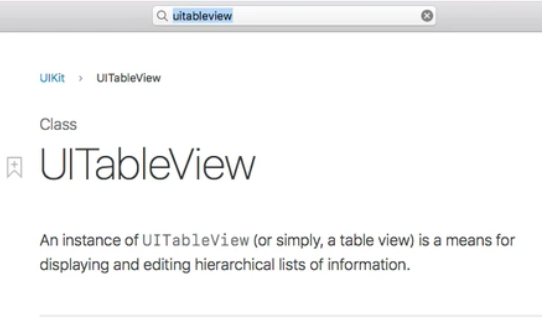 uitableview
UIKit › UITableView
Class
UITableView
An instance of UITableView (or simply, a table view) is a means for
displaying and editing hierarchical lists of information.